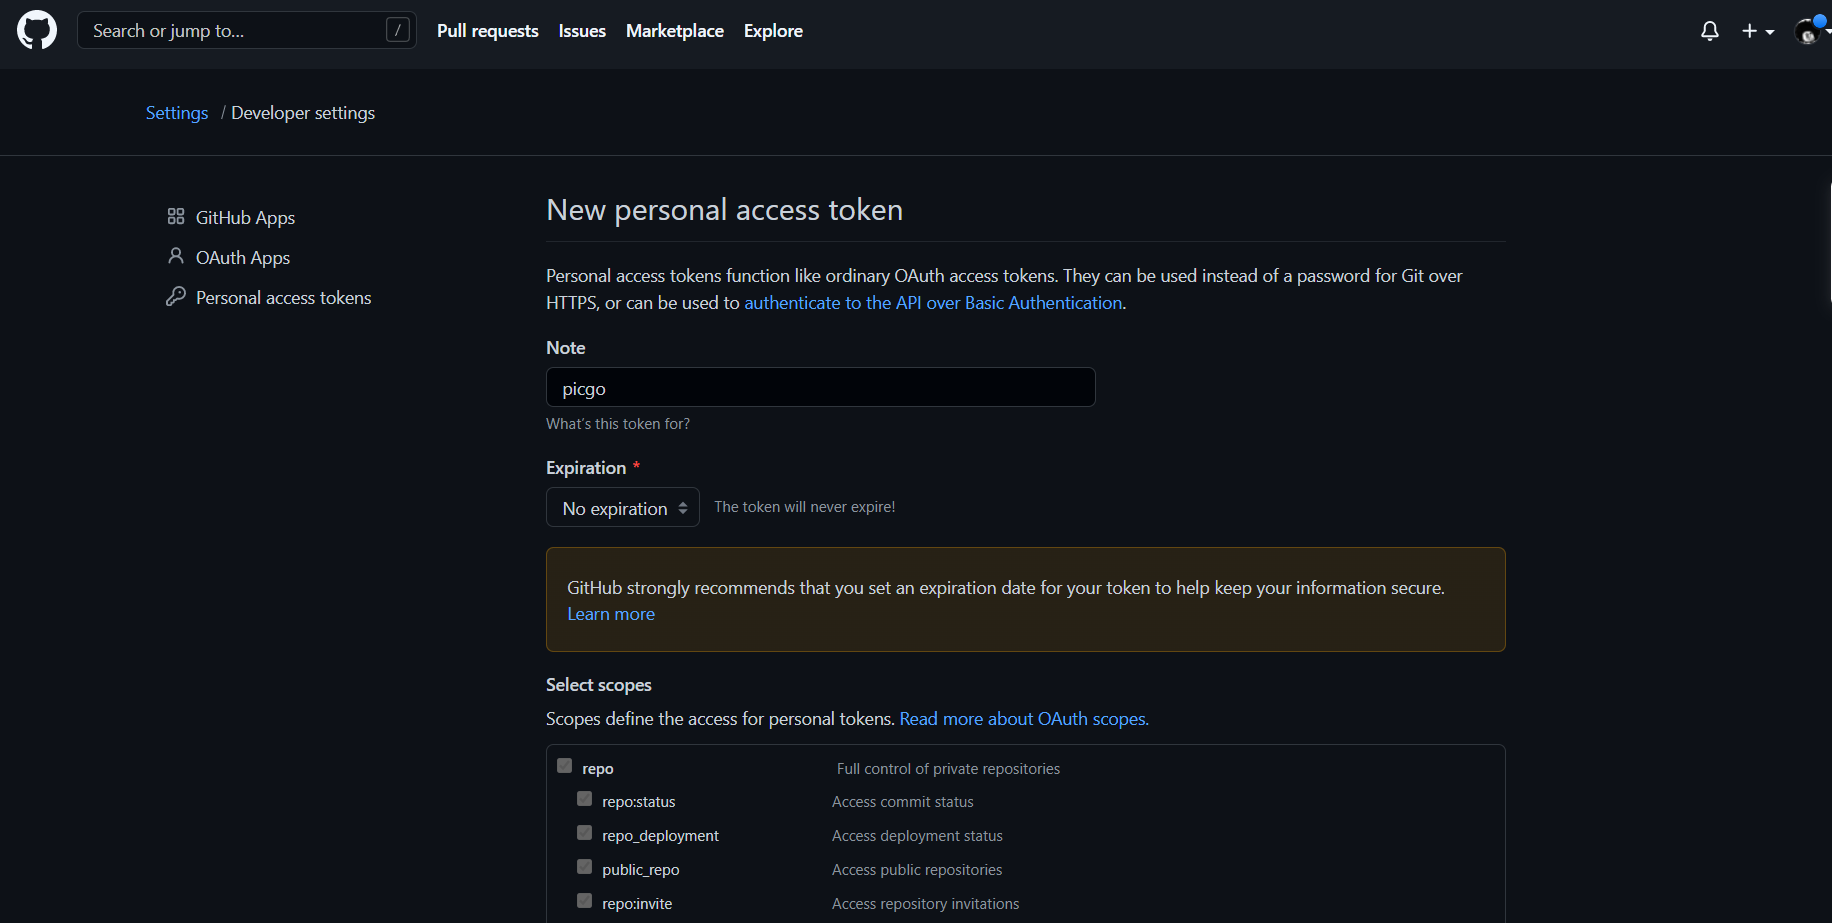 Search or jump to...
/
Pull requests
Issues
Marketplace
Explore
Settings / Developer settings
GitHub Apps
OAuth Apps
Personal access tokens
New personal access token
Personal access tokens function like ordinary OAuth access tokens. They can be used instead of a password for Git over
HTTPS, or can be used to authenticate to the API over Basic Authentication.
Note
picgo
What's this token for?
Expiration *
No expiration
The token will never expire!
GitHub strongly recommends that you set an expiration date for your token to help keep your information secure.
Learn more
Select scopes
Scopes define the access for personal tokens. Read more about OAuth scopes.
repo Full control of private repositories
repo:status Access commit status
repo_deployment Access deployment status
public_repo Access public repositories
repo:invite Access repository invitations